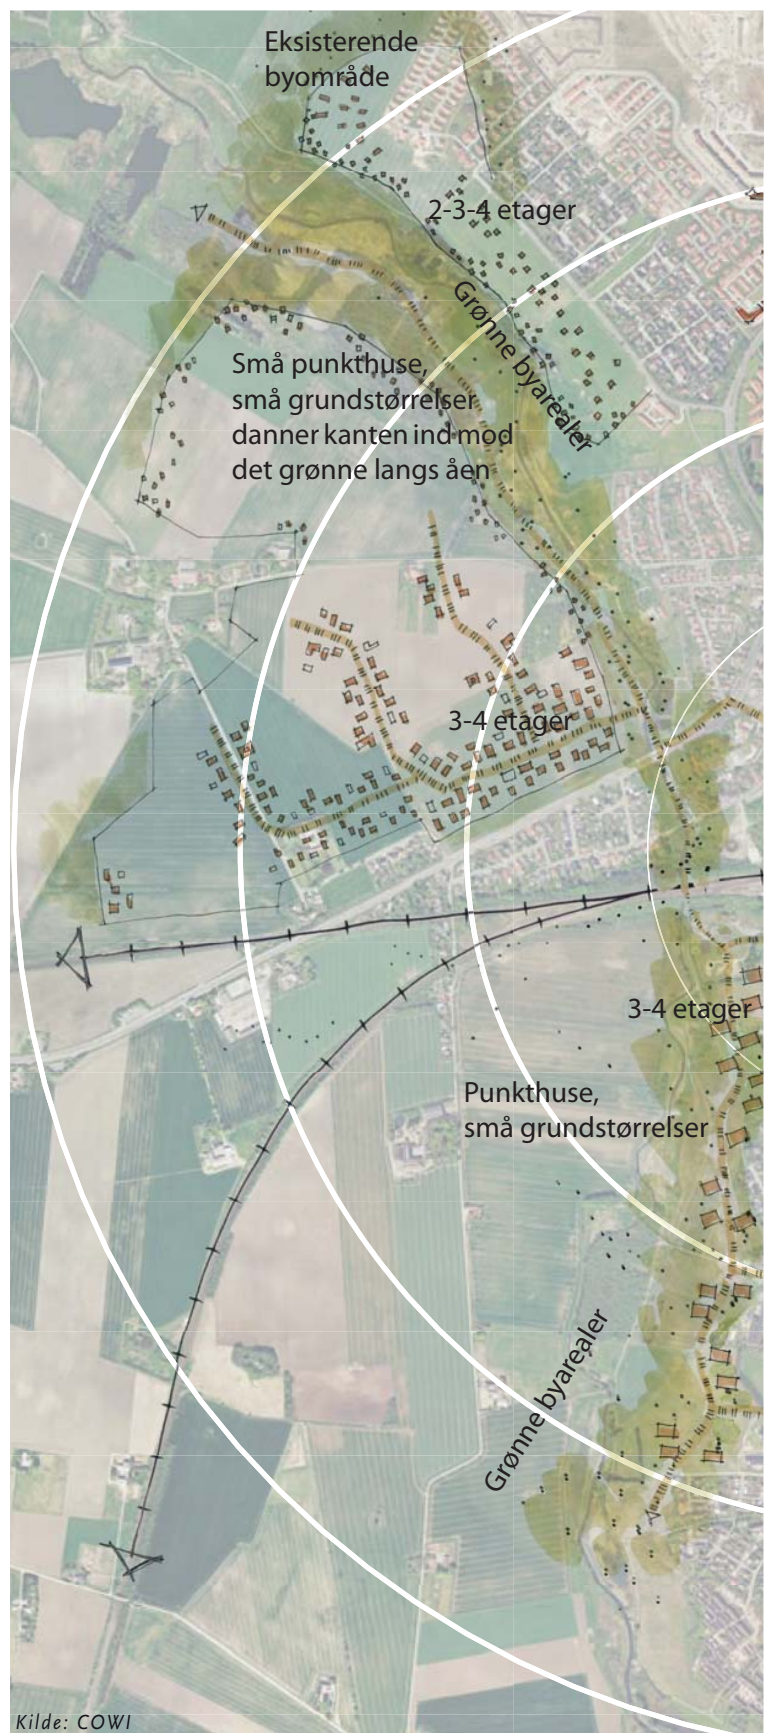 Eksisterende
byområde
2-3-4 etager
Grønne byarealer
Små punkthuse,
små grundstørrelser
danner kanten ind mod
det grønne langs åen
3-4 etager
3-4 etager
Punkthuse,
små grundstørrelser
Grønne byarealer
Kilde: COWI